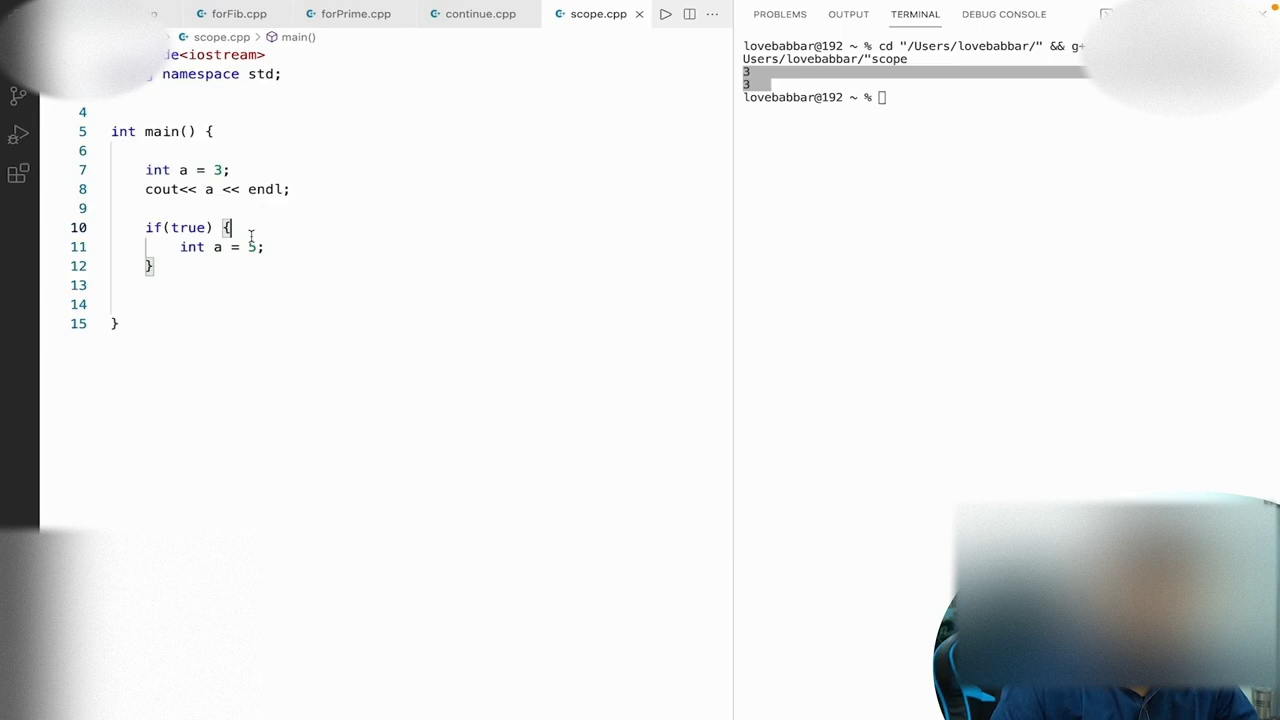 forFib.cpp
forPrime.cpp
continue.cpp
scope.cpp
scope.cpp > main()
<iostream>
namespace std;
4
5 int main() {
6
7 int a = 3;
8 cout<< a << endl;
9
10 if(true) {
11 int a = 5;
12 }
13
14
15 }
PROBLEMS OUTPUT TERMINAL DEBUG CONSOLE
lovebabbar@192 ~ % cd "/Users/lovebabbar/" && g+
Users/lovebabbar/"scope
3
3
lovebabbar@192 ~ %